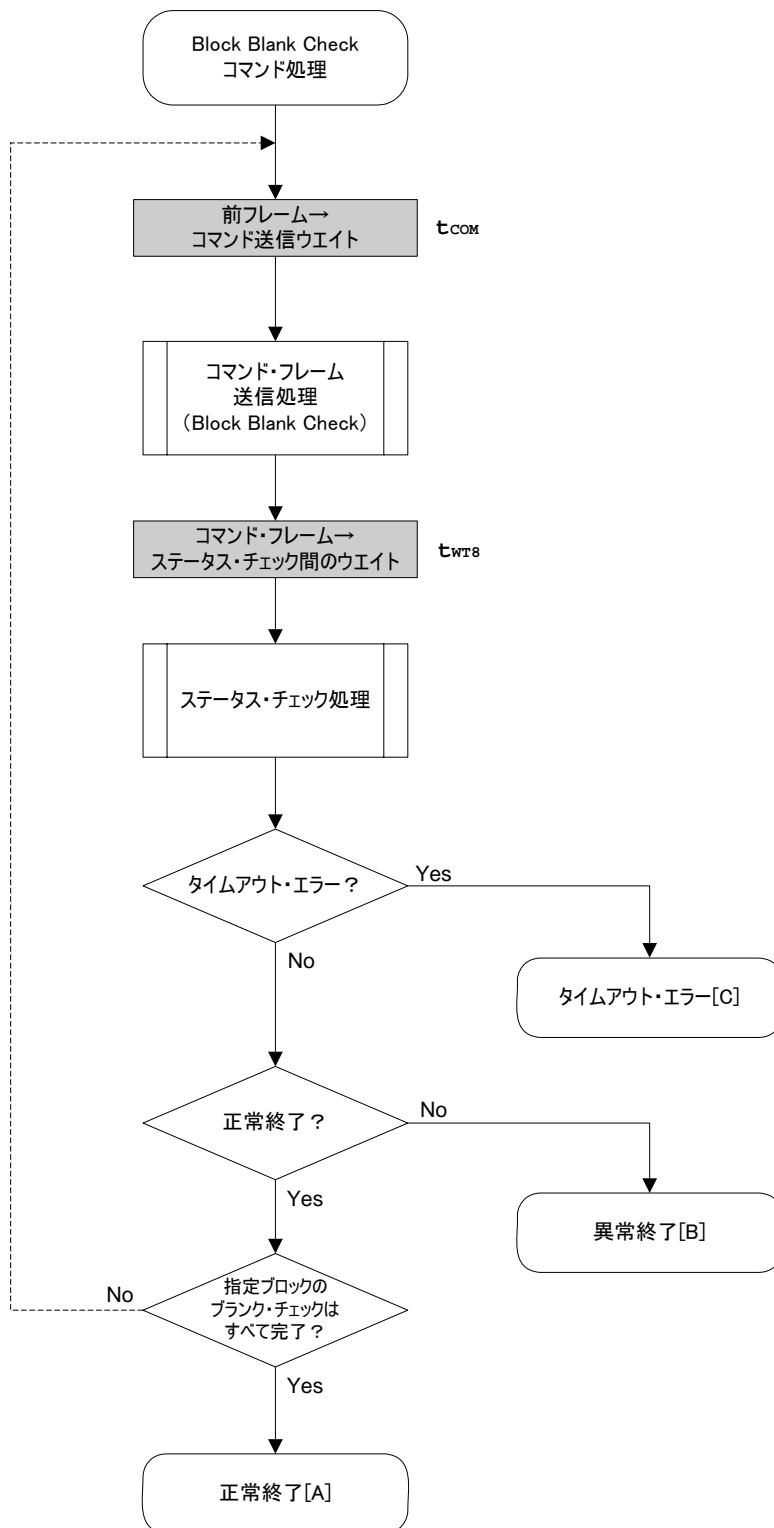 Block Blank Check
コマンド処理
前フレーム→
コマンド送信ウエイト
tCOM
コマンド・フレーム
送信処理
（Block Blank Check）
コマンド・フレーム→
ステータス・チェック間のウエイト
tWT8
ステータス・チェック処理
タイムアウト・エラー？
Yes
No
タイムアウト・エラー[C]
正常終了？
No
Yes
異常終了[B]
指定ブロックの
ブランク・チェックは
すべて完了？
No
Yes
正常終了[A]